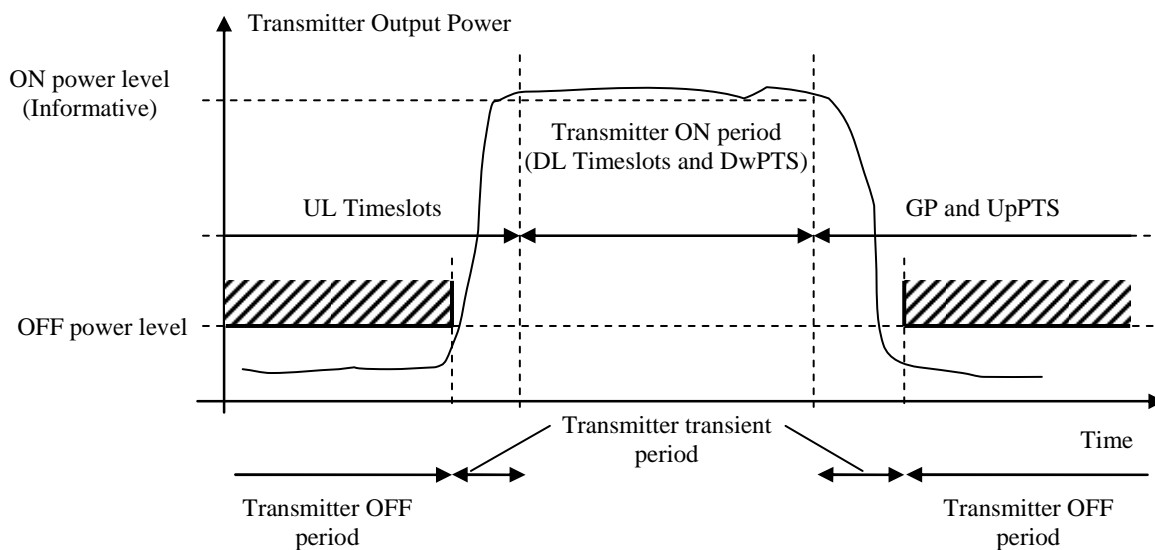 Transmitter Output Power
ON power level
(Informative)
Transmitter ON period
(DL Timeslots and DwPTS)
UL Timeslots
GP and UpPTS
OFF power level
Transmitter transient
period
Time
Transmitter OFF
period
Transmitter OFF
period